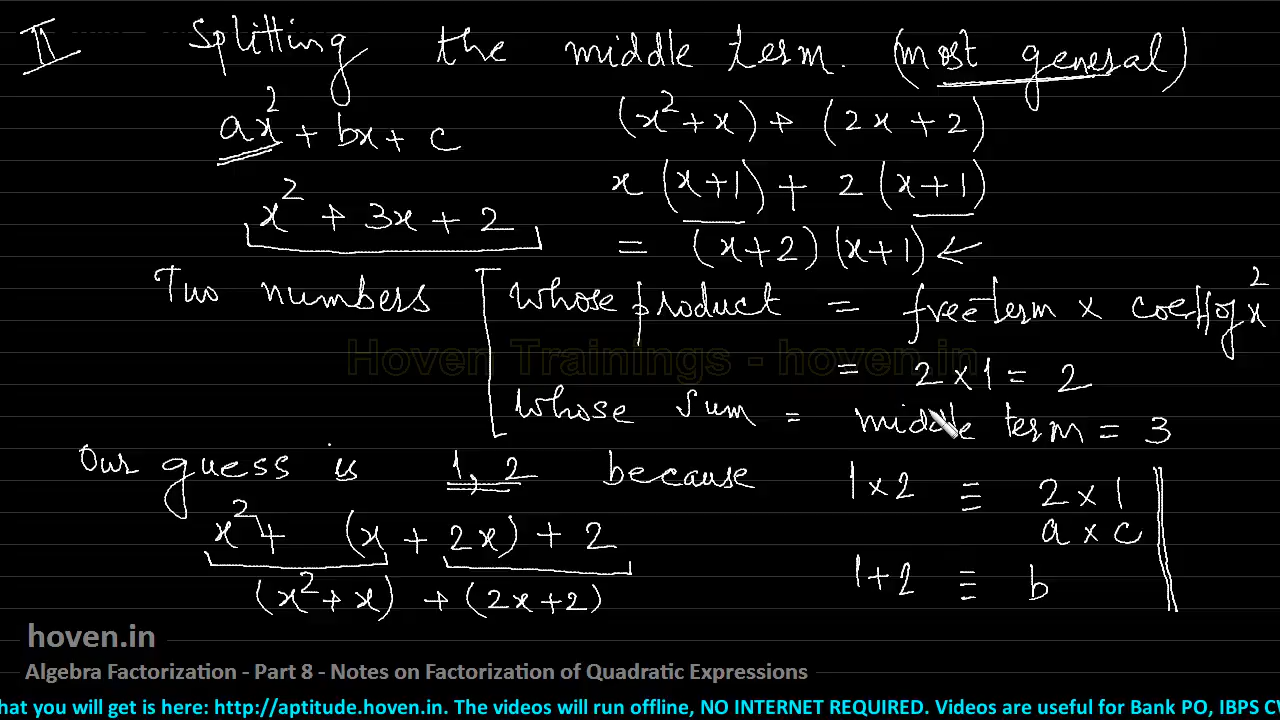 II Splitting the middle term. (most general)
ax² + bx + c
(x² + x) + (2x + 2)
x (x+1) + 2 (x+1)
x² + 3x + 2
= (x+2) (x+1) ←
Two numbers [ whose product = free term × coeff of x²
Hoven Trainings - hoven.in
= 2 × 1 = 2
whose sum = middle term = 3
Our guess is 1, 2 because 1 × 2 ≡ 2 × 1
a × c
x² + (x + 2x) + 2
1 + 2 ≡ b
(x² + x) + (2x + 2)
hoven.in
Algebra Factorization - Part 8 - Notes on Factorization of Quadratic Expressions
hat you will get is here: http://aptitude.hoven.in. The videos will run offline, NO INTERNET REQUIRED. Videos are useful for Bank PO, IBPS C